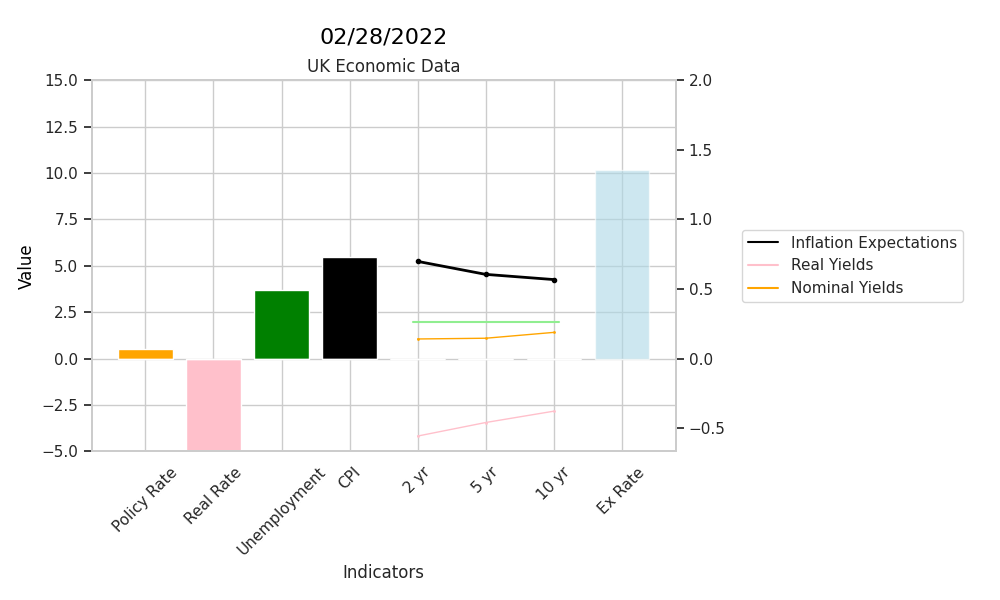 02/28/2022
UK Economic Data
15.0
12.5
10.0
7.5
5.0
2.5
0.0
−2.5
−5.0
Value
2.0
1.5
1.0
0.5
0.0
−0.5
Inflation Expectations
Real Yields
Nominal Yields
Policy Rate
Real Rate
Unemployment
CPI
2 yr
5 yr
10 yr
Ex Rate
Indicators